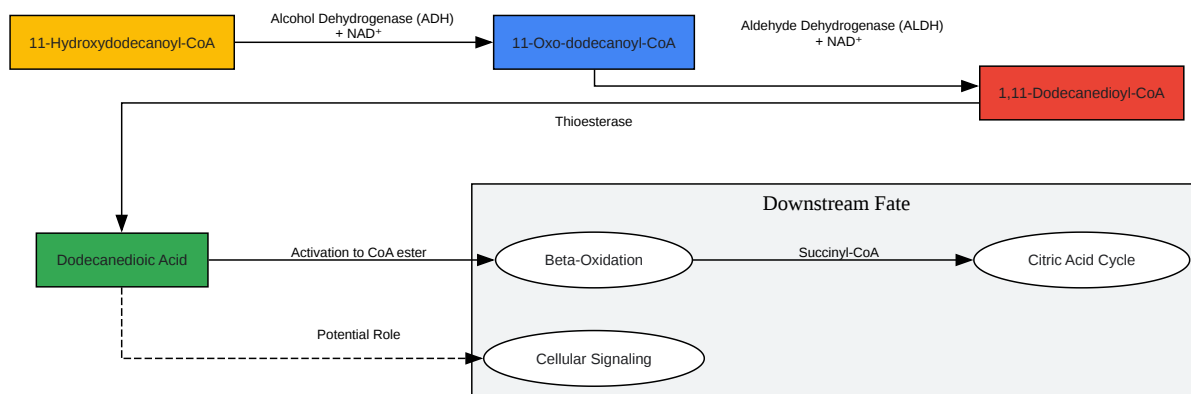 11-Hydroxydodecanoyl-CoA
Alcohol Dehydrogenase (ADH)
+ NAD⁺
11-Oxo-dodecanoyl-CoA
Aldehyde Dehydrogenase (ALDH)
+ NAD⁺
1,11-Dodecanedioyl-CoA
Thioesterase
Downstream Fate
Dodecanedioic Acid
Activation to CoA ester
Beta-Oxidation
Succinyl-CoA
Citric Acid Cycle
Potential Role
Cellular Signaling